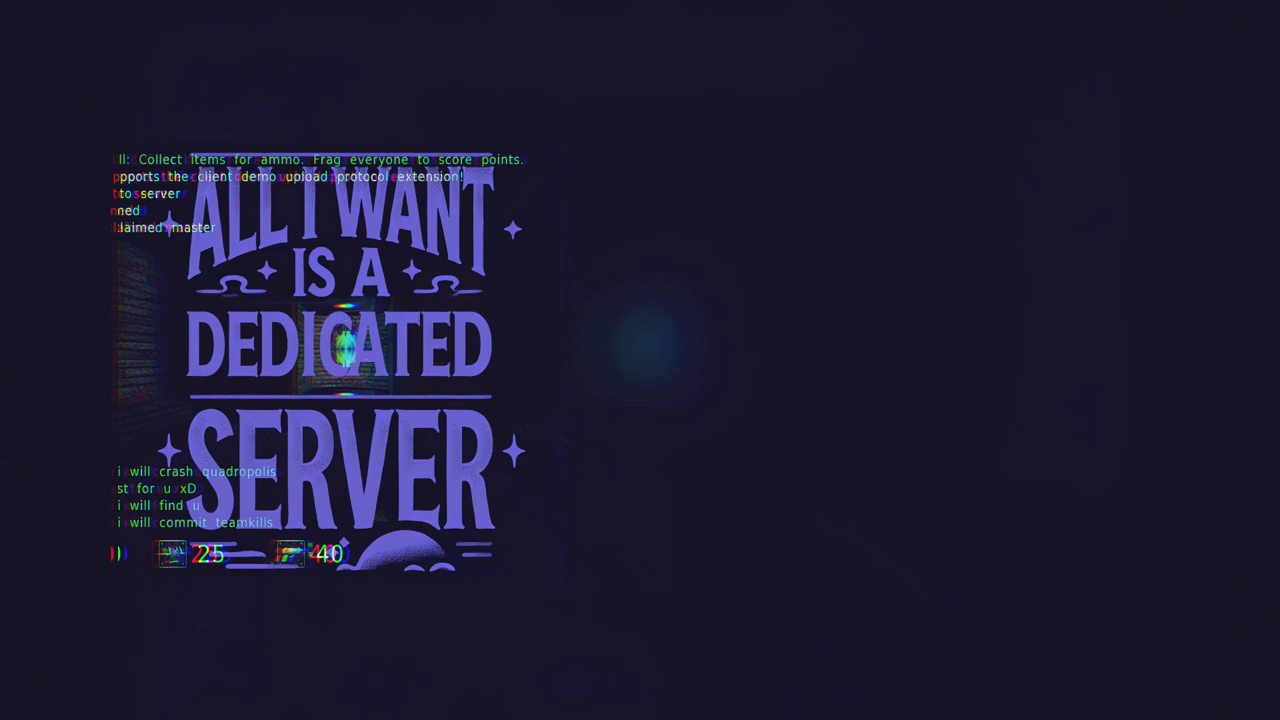 ll: Collect items for ammo. Frag everyone to score points.
pports the client demo upload protocol extension!
to server
ned
laimed master
ALL I WANT
IS A
DEDICATED
SERVER
i will crash quadropolis
st for u xD
i will find u
i will commit teamkills
25 40